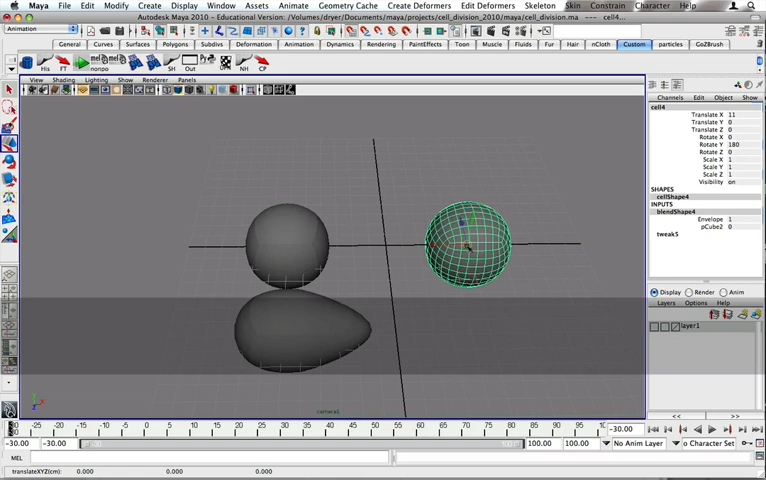 Maya File Edit Modify Create Display Window Assets Geometry Cache Create Deformers Edit Deformers Skeleton Skin Constrain Character Help
Autodesk Maya 2010 - Educational Version: /Volumes/dryer/Documents/maya/projects/cell_division_2010/maya/cell_division.ma --- cell4...
Animation
General Curves Surfaces Polygons Subdivs Deformation Animation Dynamics Rendering PaintEffects Toon Muscle Fluids Fur Hair nCloth Custom particles GoZBrush
His FT nonpo SH Out NH CP
View Shading Lighting Show Renderer Panels
Channels Edit Object Show
cell4
Translate X 11
Translate Y 0
Translate Z 0
Rotate X 0
Rotate Y 180
Rotate Z 0
Scale X 1
Scale Y 1
Scale Z 1
Visibility on
SHAPES
cellShape4
INPUTS
blendShape4
Envelope 1
pCube2 0
tweak5
Display Render Anim
Layers Options Help
layer1
camera1
<< >>
-25 -20 -15 -10 -5 0 5 10 15 20 25 30 35 40 45 50 55 60 65 70 75 80 85 90 95 -30.00
-30.00 -30.00 100.00 100.00 No Anim Layer o Character Set
MEL
translateXYZ(cm): 0.000 0.000 0.000